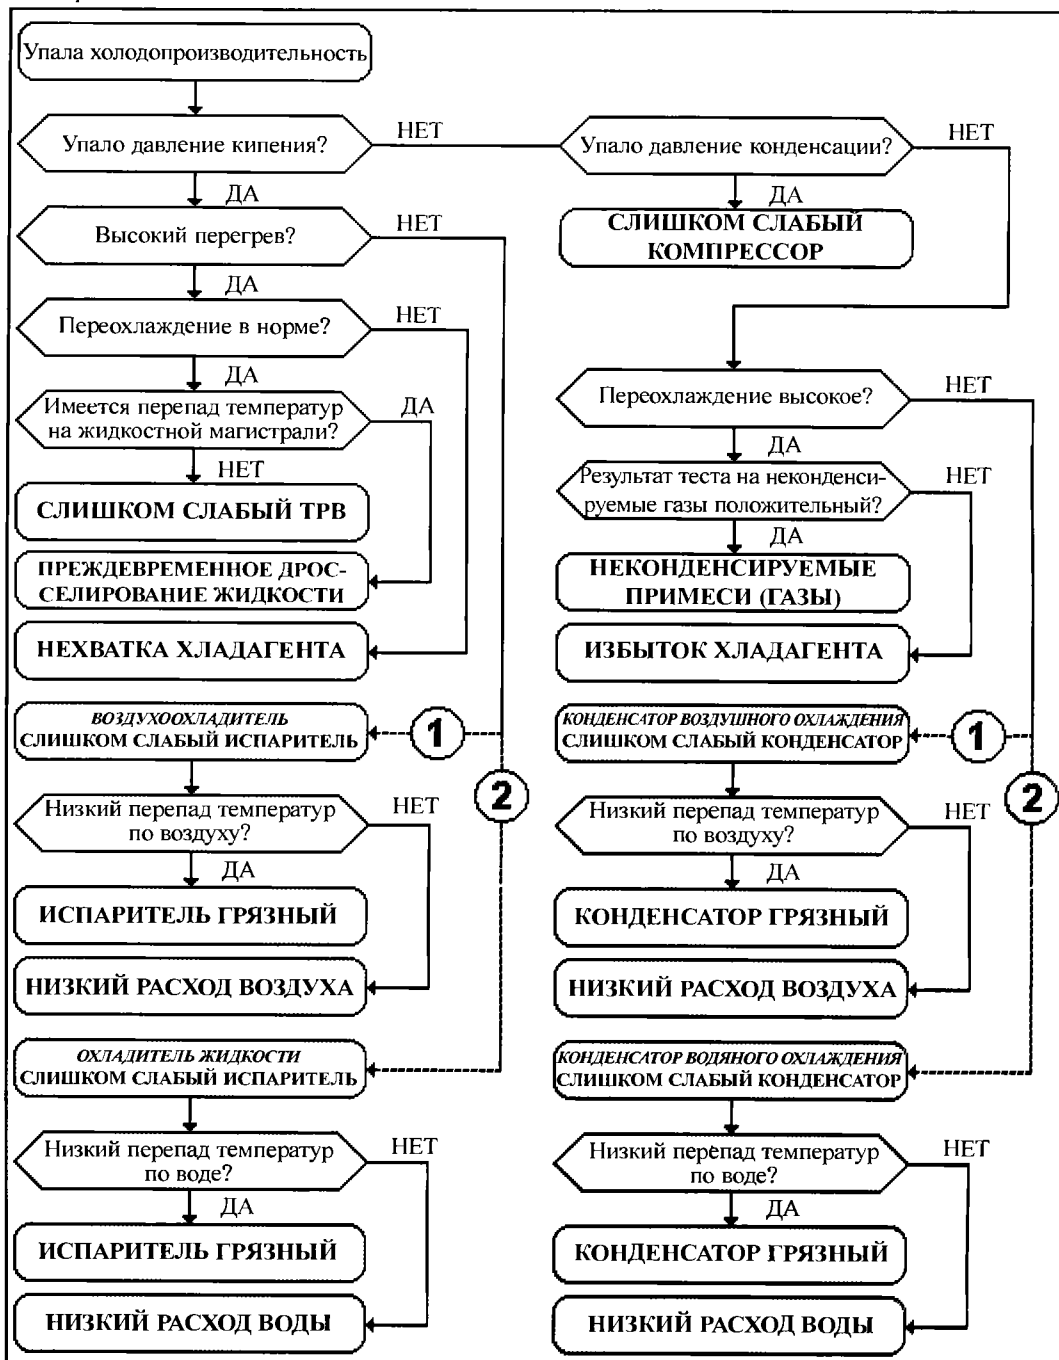 Упала холодопроизводительность
Упало давление кипения?
НЕТ
Упало давление конденсации?
НЕТ
ДА
ДА
Высокий перегрев?
НЕТ
СЛИШКОМ СЛАБЫЙ
КОМПРЕССОР
ДА
Переохлаждение в норме?
НЕТ
ДА
Имеется перепад температур
на жидкостной магистрали?
ДА
НЕТ
СЛИШКОМ СЛАБЫЙ ТРВ
ПРЕЖДЕВРЕМЕННОЕ ДРОС-
СЕЛИРОВАНИЕ ЖИДКОСТИ
НЕХВАТКА ХЛАДАГЕНТА
Переохлаждение высокое?
НЕТ
ДА
Результат теста на неконденси-
руемые газы положительный?
НЕТ
ДА
НЕКОНДЕНСИРУЕМЫЕ
ПРИМЕСИ (ГАЗЫ)
ИЗБЫТОК ХЛАДАГЕНТА
ВОЗДУХООХЛАДИТЕЛЬ
СЛИШКОМ СЛАБЫЙ ИСПАРИТЕЛЬ
1
2
Низкий перепад температур
по воздуху?
НЕТ
ДА
ИСПАРИТЕЛЬ ГРЯЗНЫЙ
НИЗКИЙ РАСХОД ВОЗДУХА
КОНДЕНСАТОР ВОЗДУШНОГО ОХЛАЖДЕНИЯ
СЛИШКОМ СЛАБЫЙ КОНДЕНСАТОР
1
2
Низкий перепад температур
по воздуху?
НЕТ
ДА
КОНДЕНСАТОР ГРЯЗНЫЙ
НИЗКИЙ РАСХОД ВОЗДУХА
ОХЛАДИТЕЛЬ ЖИДКОСТИ
СЛИШКОМ СЛАБЫЙ ИСПАРИТЕЛЬ
Низкий перепад температур
по воде?
НЕТ
ДА
ИСПАРИТЕЛЬ ГРЯЗНЫЙ
НИЗКИЙ РАСХОД ВОДЫ
КОНДЕНСАТОР ВОДЯНОГО ОХЛАЖДЕНИЯ
СЛИШКОМ СЛАБЫЙ КОНДЕНСАТОР
Низкий перепад температур
по воде?
НЕТ
ДА
КОНДЕНСАТОР ГРЯЗНЫЙ
НИЗКИЙ РАСХОД ВОДЫ